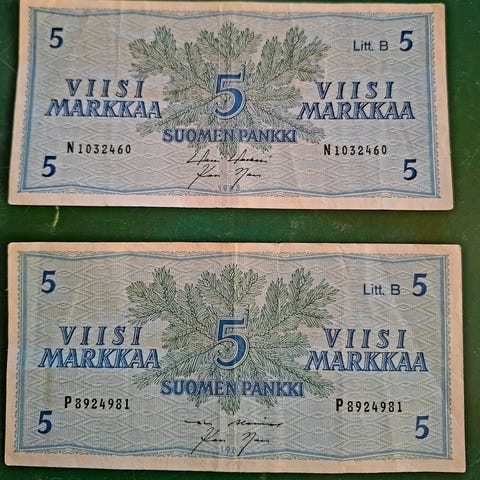 5 Litt. B 5
VIISI 5 VIISI
MARKKAA MARKKAA
SUOMEN PANKKI
N1032460 N1032460
5 5
5 Litt. B 5
VIISI 5 VIISI
MARKKAA MARKKAA
SUOMEN PANKKI
P8924981 P8924981
5 5